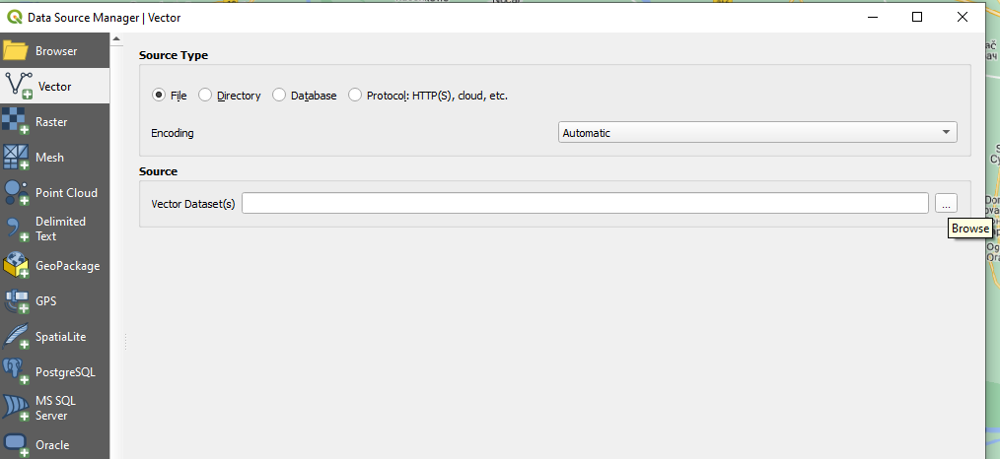 Data Source Manager | Vector
Browser
Vector
Raster
Mesh
Point Cloud
Delimited
Text
GeoPackage
GPS
SpatiaLite
PostgreSQL
MS SQL
Server
Oracle
Source Type
File
Directory
Database
Protocol: HTTP(S), cloud, etc.
Encoding
Automatic
Source
Vector Dataset(s)
...
Browse